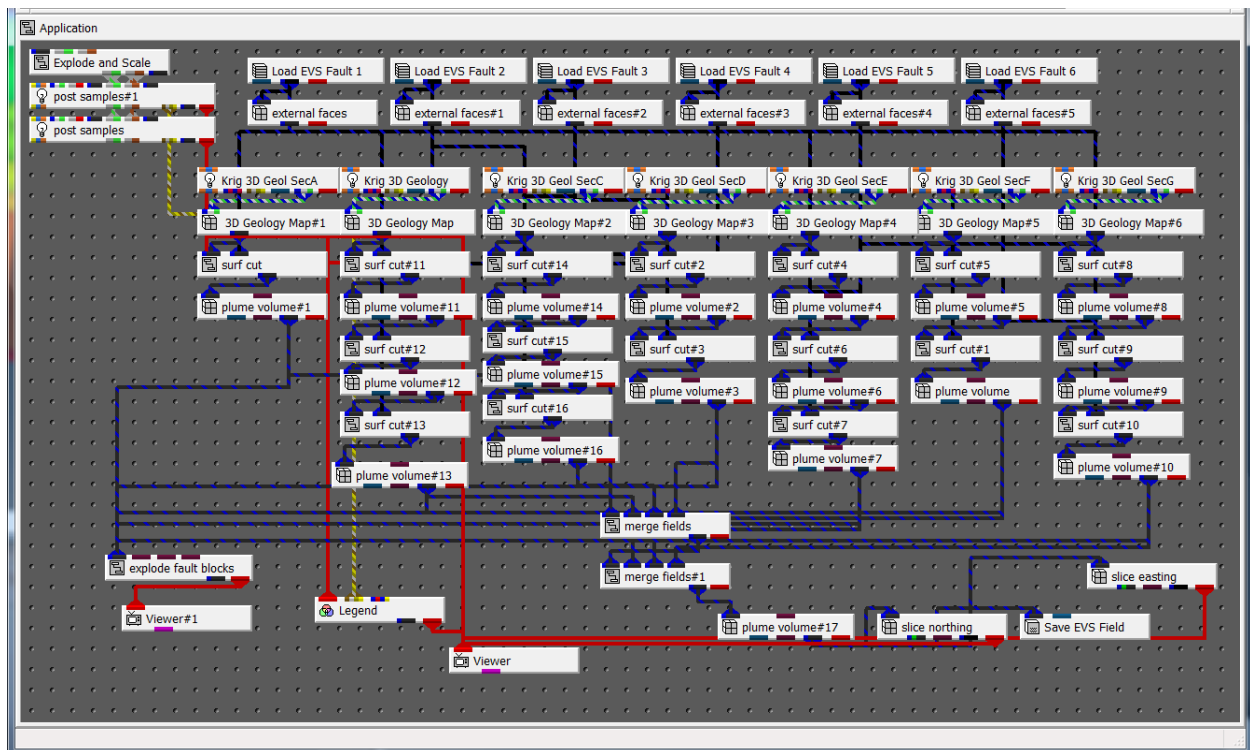 Application
Explode and Scale
post samples#1
post samples
Load EVS Fault 1
Load EVS Fault 2
Load EVS Fault 3
Load EVS Fault 4
Load EVS Fault 5
Load EVS Fault 6
external faces
external faces#1
external faces#2
external faces#3
external faces#4
external faces#5
Krig 3D Geol SecA
Krig 3D Geology
Krig 3D Geol SecC
Krig 3D Geol SecD
Krig 3D Geol SecE
Krig 3D Geol SecF
Krig 3D Geol SecG
3D Geology Map#1
3D Geology Map
3D Geology Map#2
3D Geology Map#3
3D Geology Map#4
3D Geology Map#5
3D Geology Map#6
surf cut
surf cut#11
surf cut#14
surf cut#2
surf cut#4
surf cut#5
surf cut#8
plume volume#1
plume volume#11
plume volume#14
plume volume#2
plume volume#4
plume volume#5
plume volume#8
surf cut#12
surf cut#15
surf cut#3
surf cut#6
surf cut#1
surf cut#9
plume volume#12
plume volume#15
plume volume#3
plume volume#6
plume volume
plume volume#9
surf cut#13
surf cut#16
surf cut#7
surf cut#10
plume volume#13
plume volume#16
plume volume#7
plume volume#10
merge fields
explode fault blocks
merge fields#1
slice easting
Viewer#1
Legend
plume volume#17
slice northing
Save EVS Field
Viewer